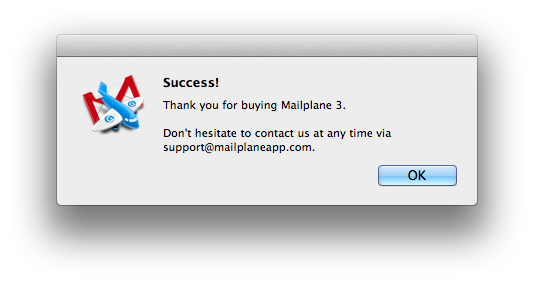 Success!
Thank you for buying Mailplane 3.
Don't hesitate to contact us at any time via
support@mailplaneapp.com.
OK